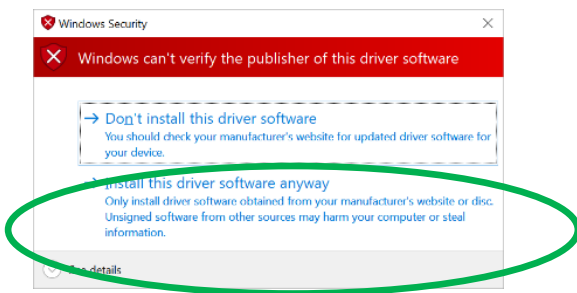 Windows Security
Windows can't verify the publisher of this driver software
Don't install this driver software
You should check your manufacturer's website for updated driver software for
your device.
Install this driver software anyway
Only install driver software obtained from your manufacturer's website or disc.
Unsigned software from other sources may harm your computer or steal
information.
See details